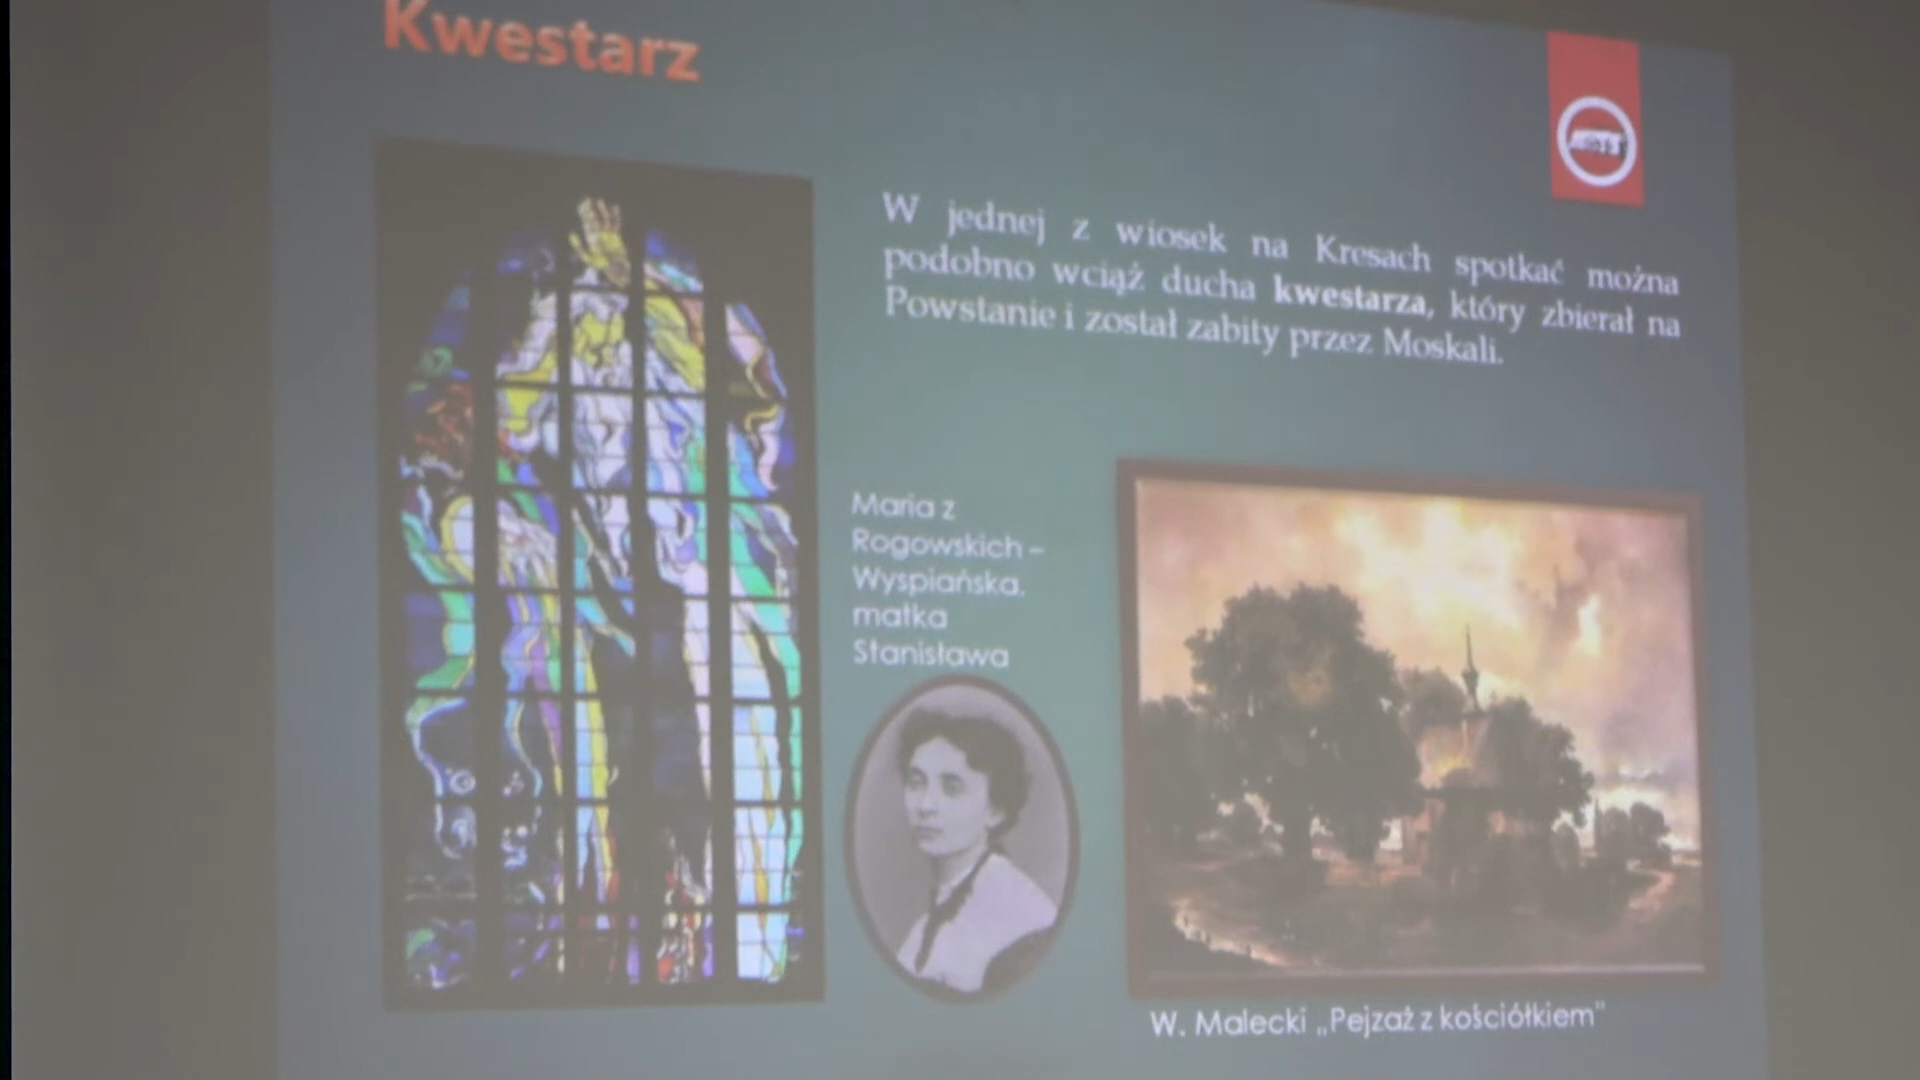 Kwestarz
W jednej z wiosek na Kresach spotkać można
podobno wciąż ducha kwestarza, który zbierał na
Powstanie i został zabity przez Moskali.
Maria z
Rogowskich –
Wyspiańska,
matka
Stanisława
W. Malecki „Pejzaż z kościółkiem"